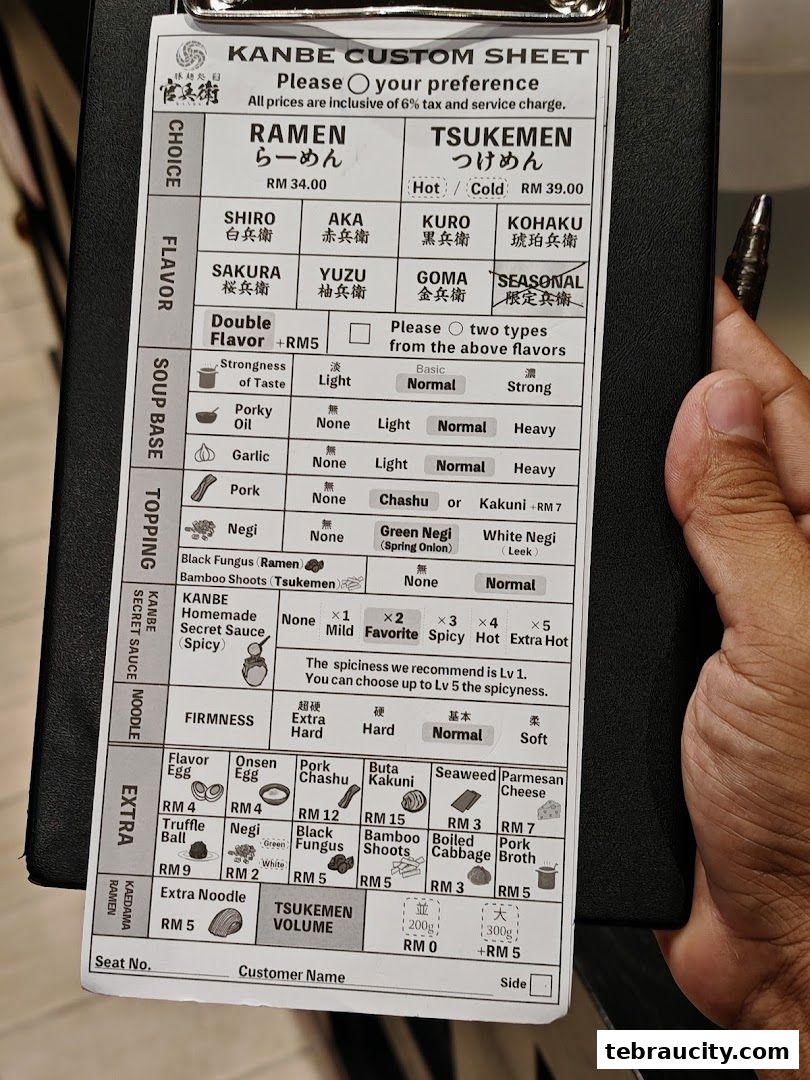 KANBE CUSTOM SHEET
豚麺処
官兵衛
Please ◯ your preference
All prices are inclusive of 6% tax and service charge.
CHOICE
RAMEN
らーめん
RM 34.00
TSUKEMEN
つけめん
Hot / Cold RM 39.00
FLAVOR
SHIRO
白兵衛
AKA
赤兵衛
KURO
黒兵衛
KOHAKU
琥珀兵衛
SAKURA
桜兵衛
YUZU
柚兵衛
GOMA
金兵衛
SEASONAL
限定兵衛
Double
Flavor +RM5
Please ◯ two types
from the above flavors
SOUP BASE
Strongness
of Taste
淡
Light
Basic
Normal
濃
Strong
Porky
Oil
無
None
Light
Normal
Heavy
Garlic
無
None
Light
Normal
Heavy
TOPPING
Pork
無
None
Chashu or Kakuni +RM 7
Negi
無
None
Green Negi
(Spring Onion)
White Negi
(Leek)
Black Fungus (Ramen)
Bamboo Shoots (Tsukemen)
無
None
Normal
KANBE
SECRET SAUCE
KANBE
Homemade
Secret Sauce
(Spicy)
None
×1
Mild
×2
Favorite
×3
Spicy
×4
Hot
×5
Extra Hot
The spiciness we recommend is Lv 1.
You can choose up to Lv 5 the spicyness.
NOODLE
FIRMNESS
超硬
Extra
Hard
硬
Hard
基本
Normal
柔
Soft
EXTRA
Flavor
Egg
RM 4
Onsen
Egg
RM 4
Pork
Chashu
RM 12
Buta
Kakuni
RM 15
Seaweed
RM 3
Parmesan
Cheese
RM 7
Truffle
Ball
RM 9
Negi
Green
White
RM 2
Black
Fungus
RM 5
Bamboo
Shoots
RM 5
Boiled
Cabbage
RM 3
Pork
Broth
RM 5
KAEDAMA
RAMEN
Extra Noodle
RM 5
TSUKEMEN
VOLUME
並
200g
RM 0
大
300g
+RM 5
Seat No.
Customer Name
Side
tebraucity.com